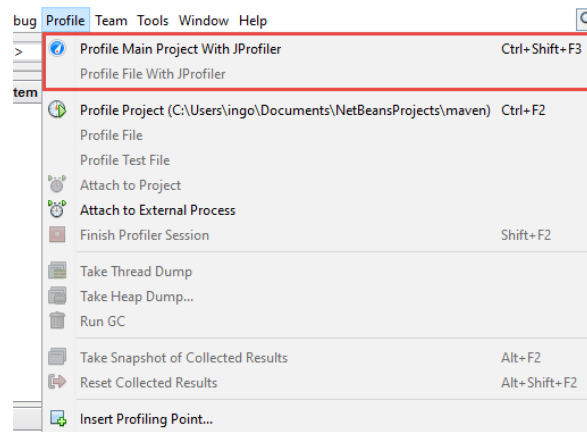 bug Profile Team Tools Window Help
>
Profile Main Project With JProfiler Ctrl+Shift+F3
Profile File With JProfiler
tem
Profile Project (C:\Users\ingo\Documents\NetBeansProjects\maven) Ctrl+F2
Profile File
Profile Test File
Attach to Project
Attach to External Process
Finish Profiler Session Shift+F2
Take Thread Dump
Take Heap Dump...
Run GC
Take Snapshot of Collected Results Alt+F2
Reset Collected Results Alt+Shift+F2
Insert Profiling Point...